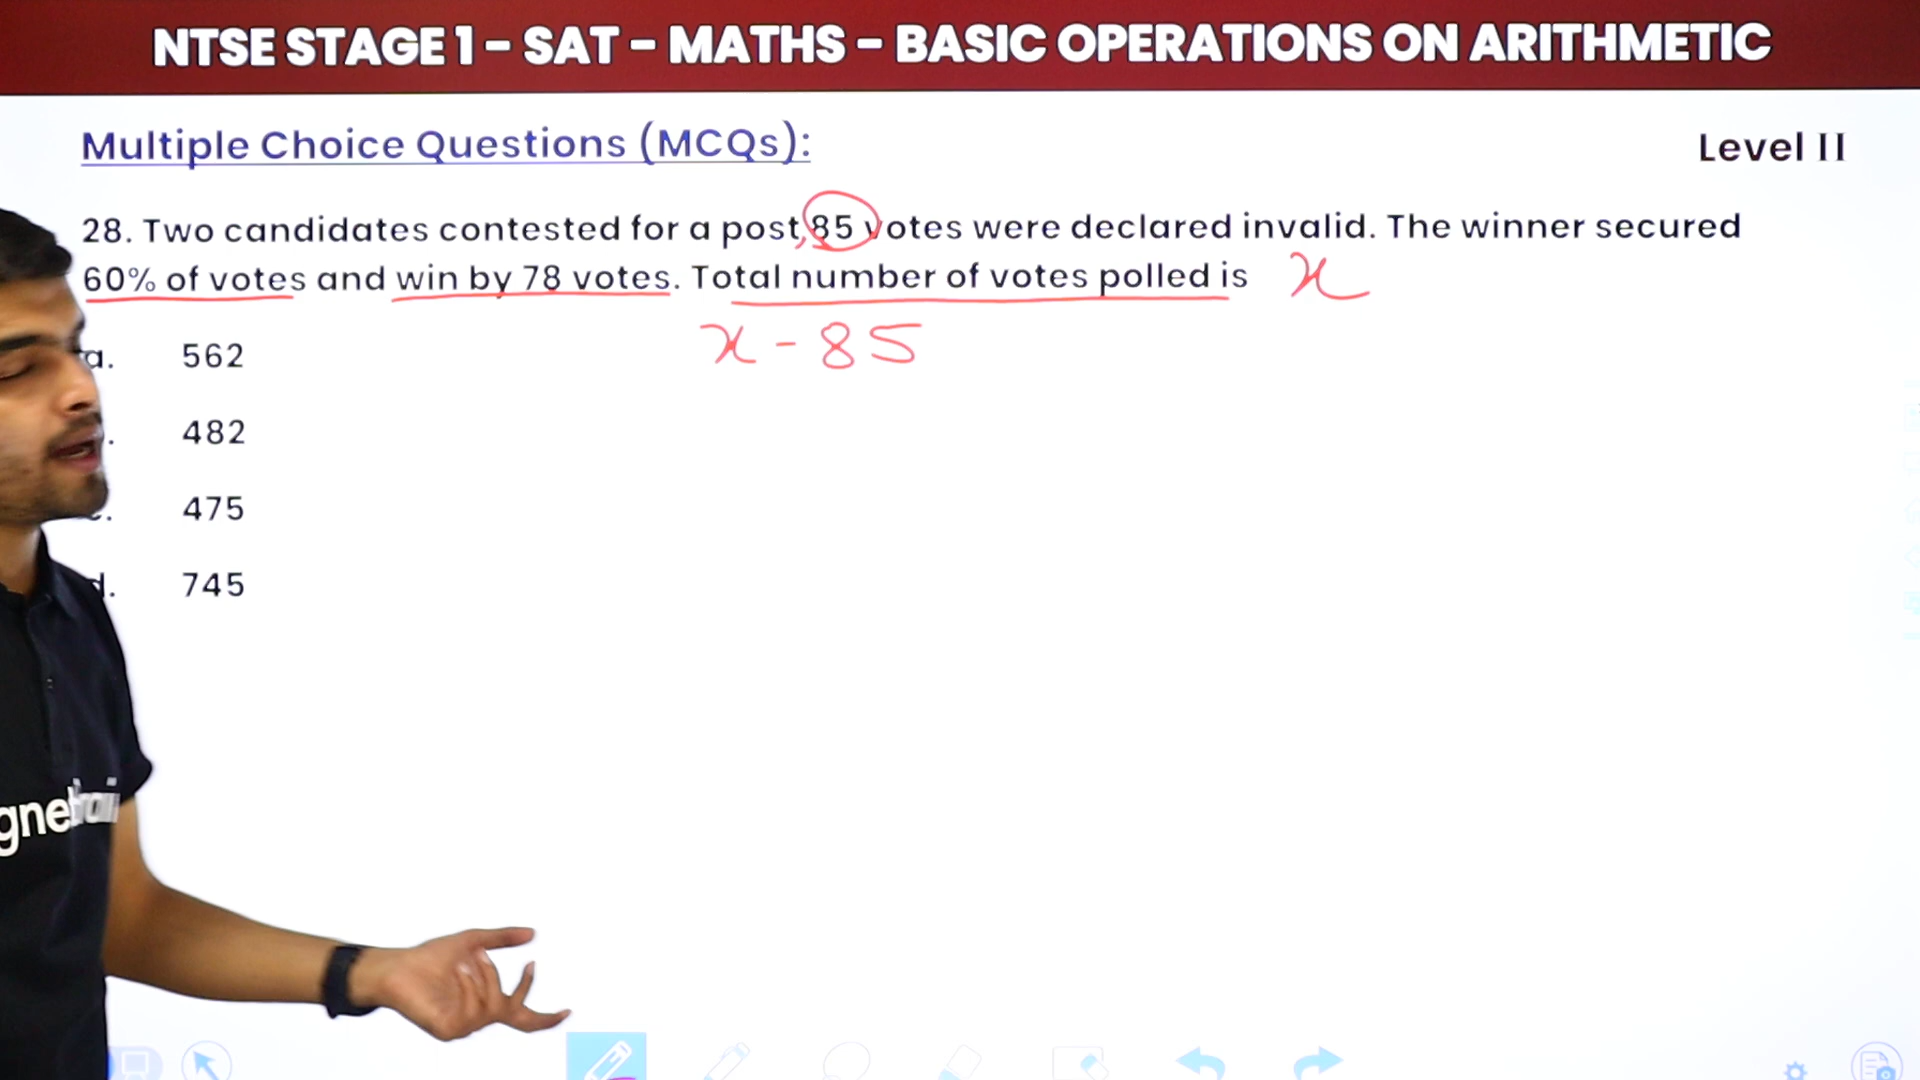 NTSE STAGE 1 – SAT – MATHS – BASIC OPERATIONS ON ARITHMETIC
Multiple Choice Questions (MCQs):
Level II
28. Two candidates contested for a post, 85 votes were declared invalid. The winner secured
60% of votes and win by 78 votes. Total number of votes polled is x
x - 85
a. 562
. 482
c. 475
d. 745